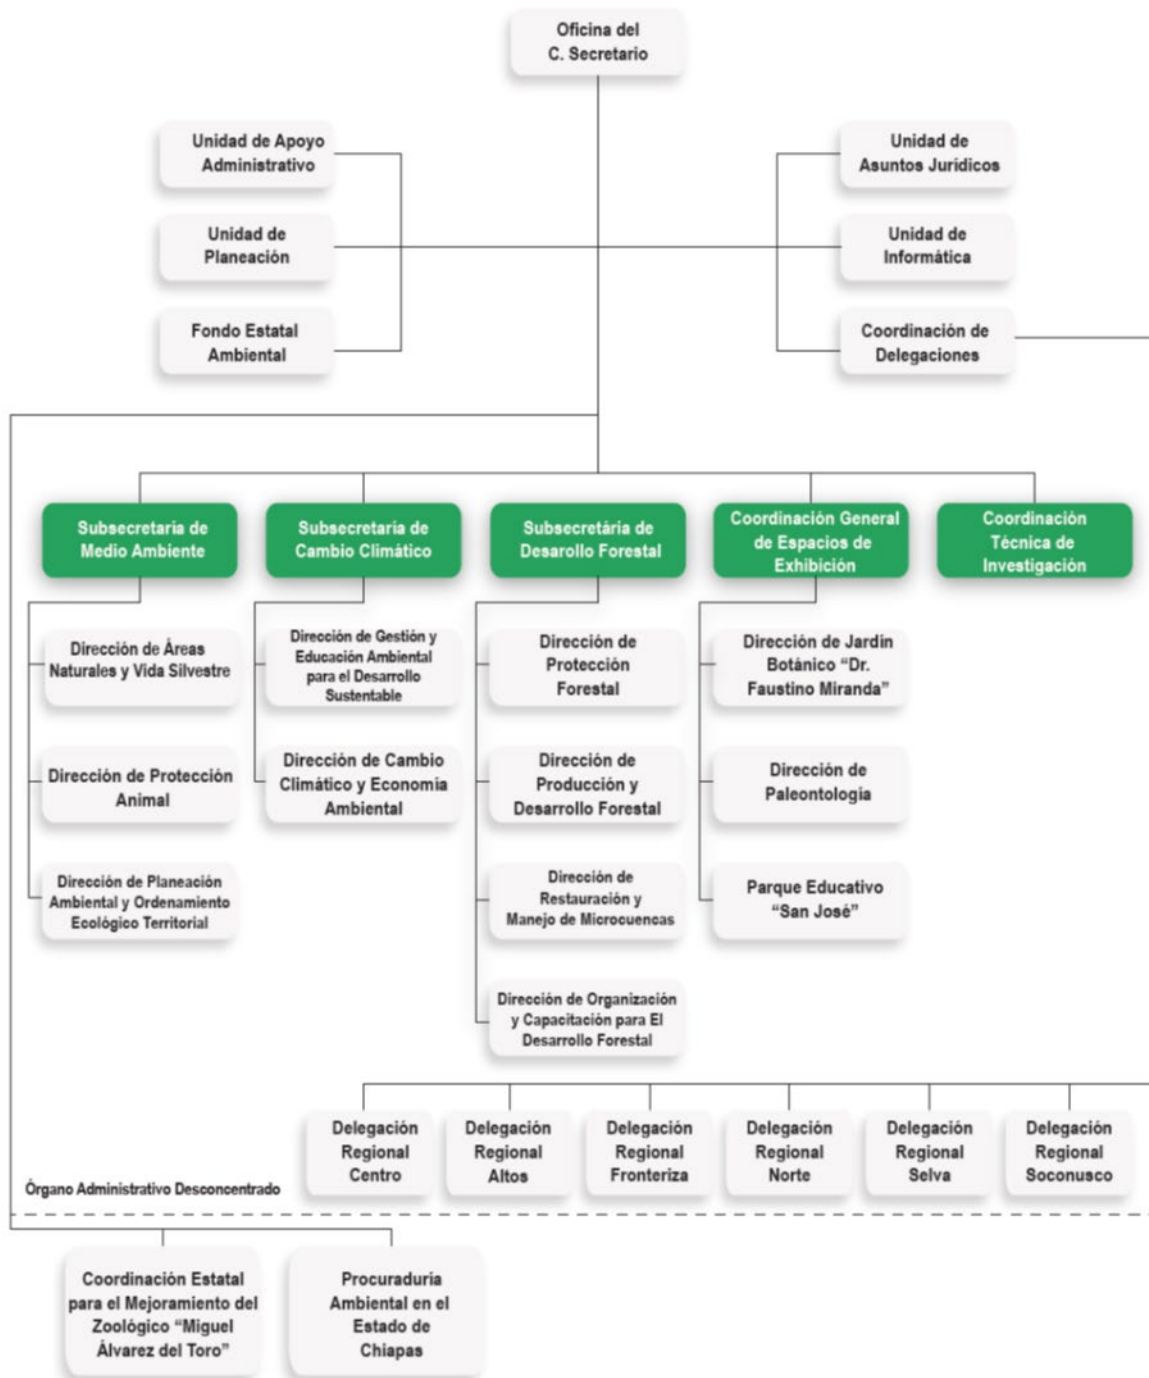 Oficina del
C. Secretario
Unidad de Apoyo
Administrativo
Unidad de
Asuntos Jurídicos
Unidad de
Planeación
Unidad de
Informática
Fondo Estatal
Ambiental
Coordinación de
Delegaciones
Subsecretaría de
Medio Ambiente
Subsecretaría de
Cambio Climático
Subsecretária de
Desarollo Forestal
Coordinación General
de Espacios de
Exhibición
Coordinación
Técnica de
Investigación
Dirección de Áreas
Naturales y Vida Silvestre
Dirección de Protección
Animal
Dirección de Planeación
Ambiental y Ordenamiento
Ecológico Territorial
Dirección de Gestión y
Educación Ambiental
para el Desarrollo
Sustentable
Dirección de Cambio
Climático y Economía
Ambiental
Dirección de
Protección
Forestal
Dirección de
Producción y
Desarrollo Forestal
Dirección de
Restauración y
Manejo de Microcuencas
Dirección de Organización
y Capacitación para El
Desarrollo Forestal
Dirección de Jardín
Botánico “Dr.
Faustino Miranda”
Dirección de
Paleontología
Parque Educativo
“San José”
Delegación
Regional
Centro
Delegación
Regional
Altos
Delegación
Regional
Fronteriza
Delegación
Regional
Norte
Delegación
Regional
Selva
Delegación
Regional
Soconusco
Órgano Administrativo Desconcentrado
Coordinación Estatal
para el Mejoramiento del
Zoológico “Miguel
Álvarez del Toro”
Procuraduría
Ambiental en el
Estado de
Chiapas